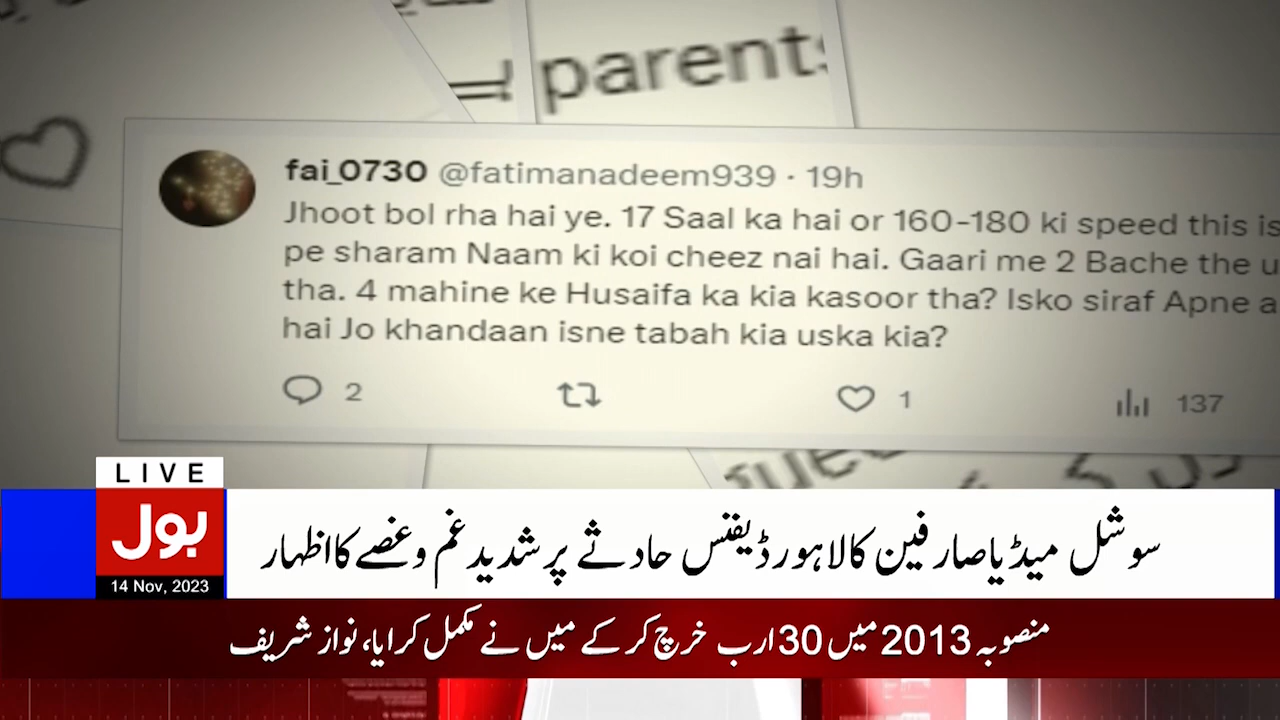 parents
fai_0730 @fatimanadeem939 · 19h
Jhoot bol rha hai ye. 17 Saal ka hai or 160-180 ki speed this is
pe sharam Naam ki koi cheez nai hai. Gaari me 2 Bache the u
tha. 4 mahine ke Husaifa ka kia kasoor tha? Isko siraf Apne a
hai Jo khandaan isne tabah kia uska kia?
2 1 137
LIVE
بول
14 Nov, 2023
سوشل میڈیا صارفین کا لاہور ڈیفنس حادثے پر شدید غم و غصے کا اظہار
منصوبہ 2013 میں 30 ارب خرچ کر کے میں نے مکمل کرایا، نواز شریف